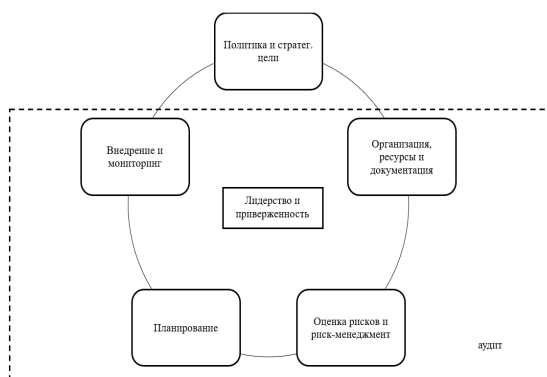 Политика и стратег.
цели
Внедрение и
мониторинг
Организация,
ресурсы и
документация
Лидерство и
приверженность
Планирование
Оценка рисков и
риск-менеджмент
аудит